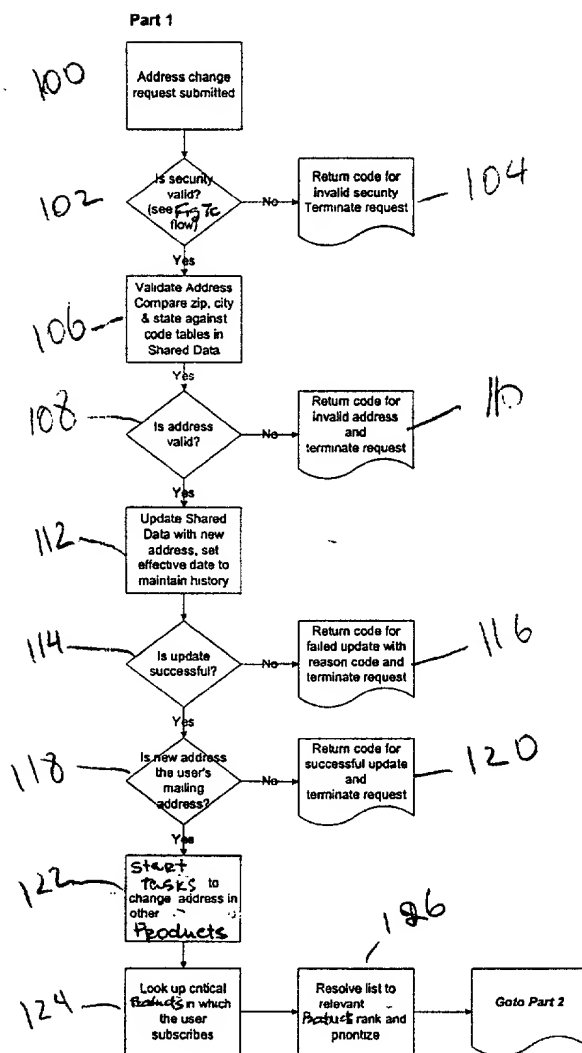 Part 1
100
Address change
request submitted
102
Is security
valid?
(see Fig 7c
flow)
No
Return code for
invalid security
Terminate request
104
Yes
106
Validate Address
Compare zip, city
& state against
code tables in
Shared Data
Yes
108
Is address
valid?
No
Return code for
invalid address
and
terminate request
110
Yes
112
Update Shared
Data with new
address, set
effective date to
maintain history
114
Is update
successful?
No
Return code for
failed update with
reason code and
terminate request
116
Yes
118
Is new address
the user's
mailing
address?
No
Return code for
successful update
and
terminate request
120
Yes
122
Start
Tasks to
change address in
other
Products
124
Look up critical
Products in which
the user
subscribes
126
Resolve list to
relevant
Products rank and
prioritize
Goto Part 2